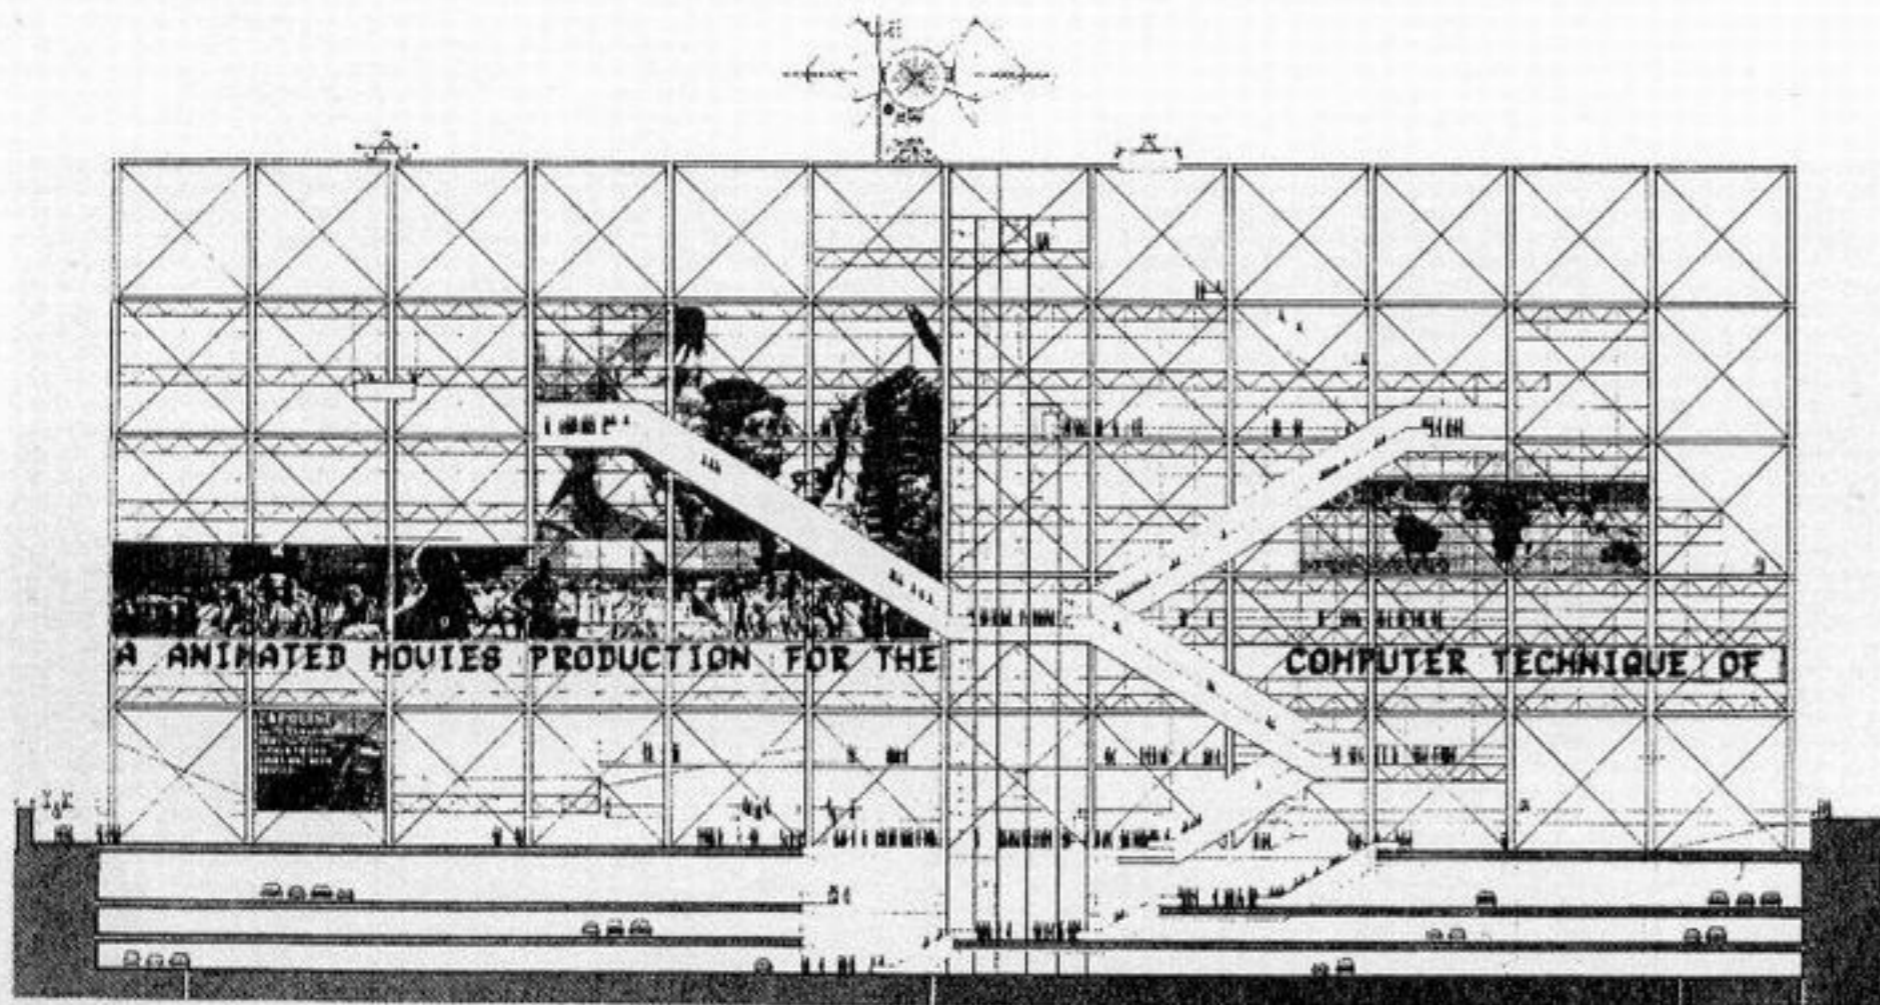 A ANIMATED MOVIES PRODUCTION FOR THE
COMPUTER TECHNIQUE OF